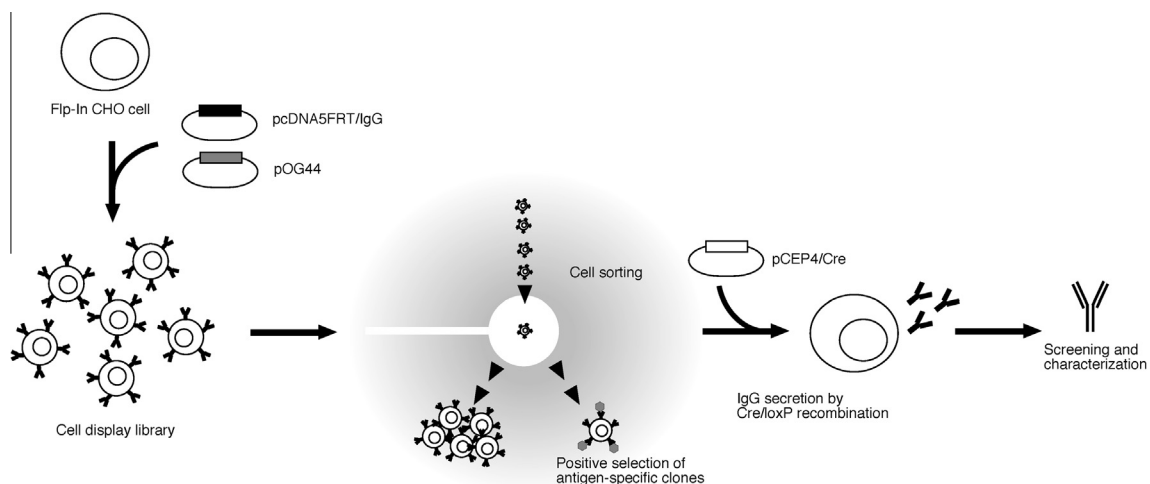 Flp-In CHO cell
pcDNA5FRT/IgG
pOG44
Cell display library
Cell sorting
Positive selection of
antigen-specific clones
pCEP4/Cre
IgG secretion by
Cre/loxP recombination
Screening and
characterization